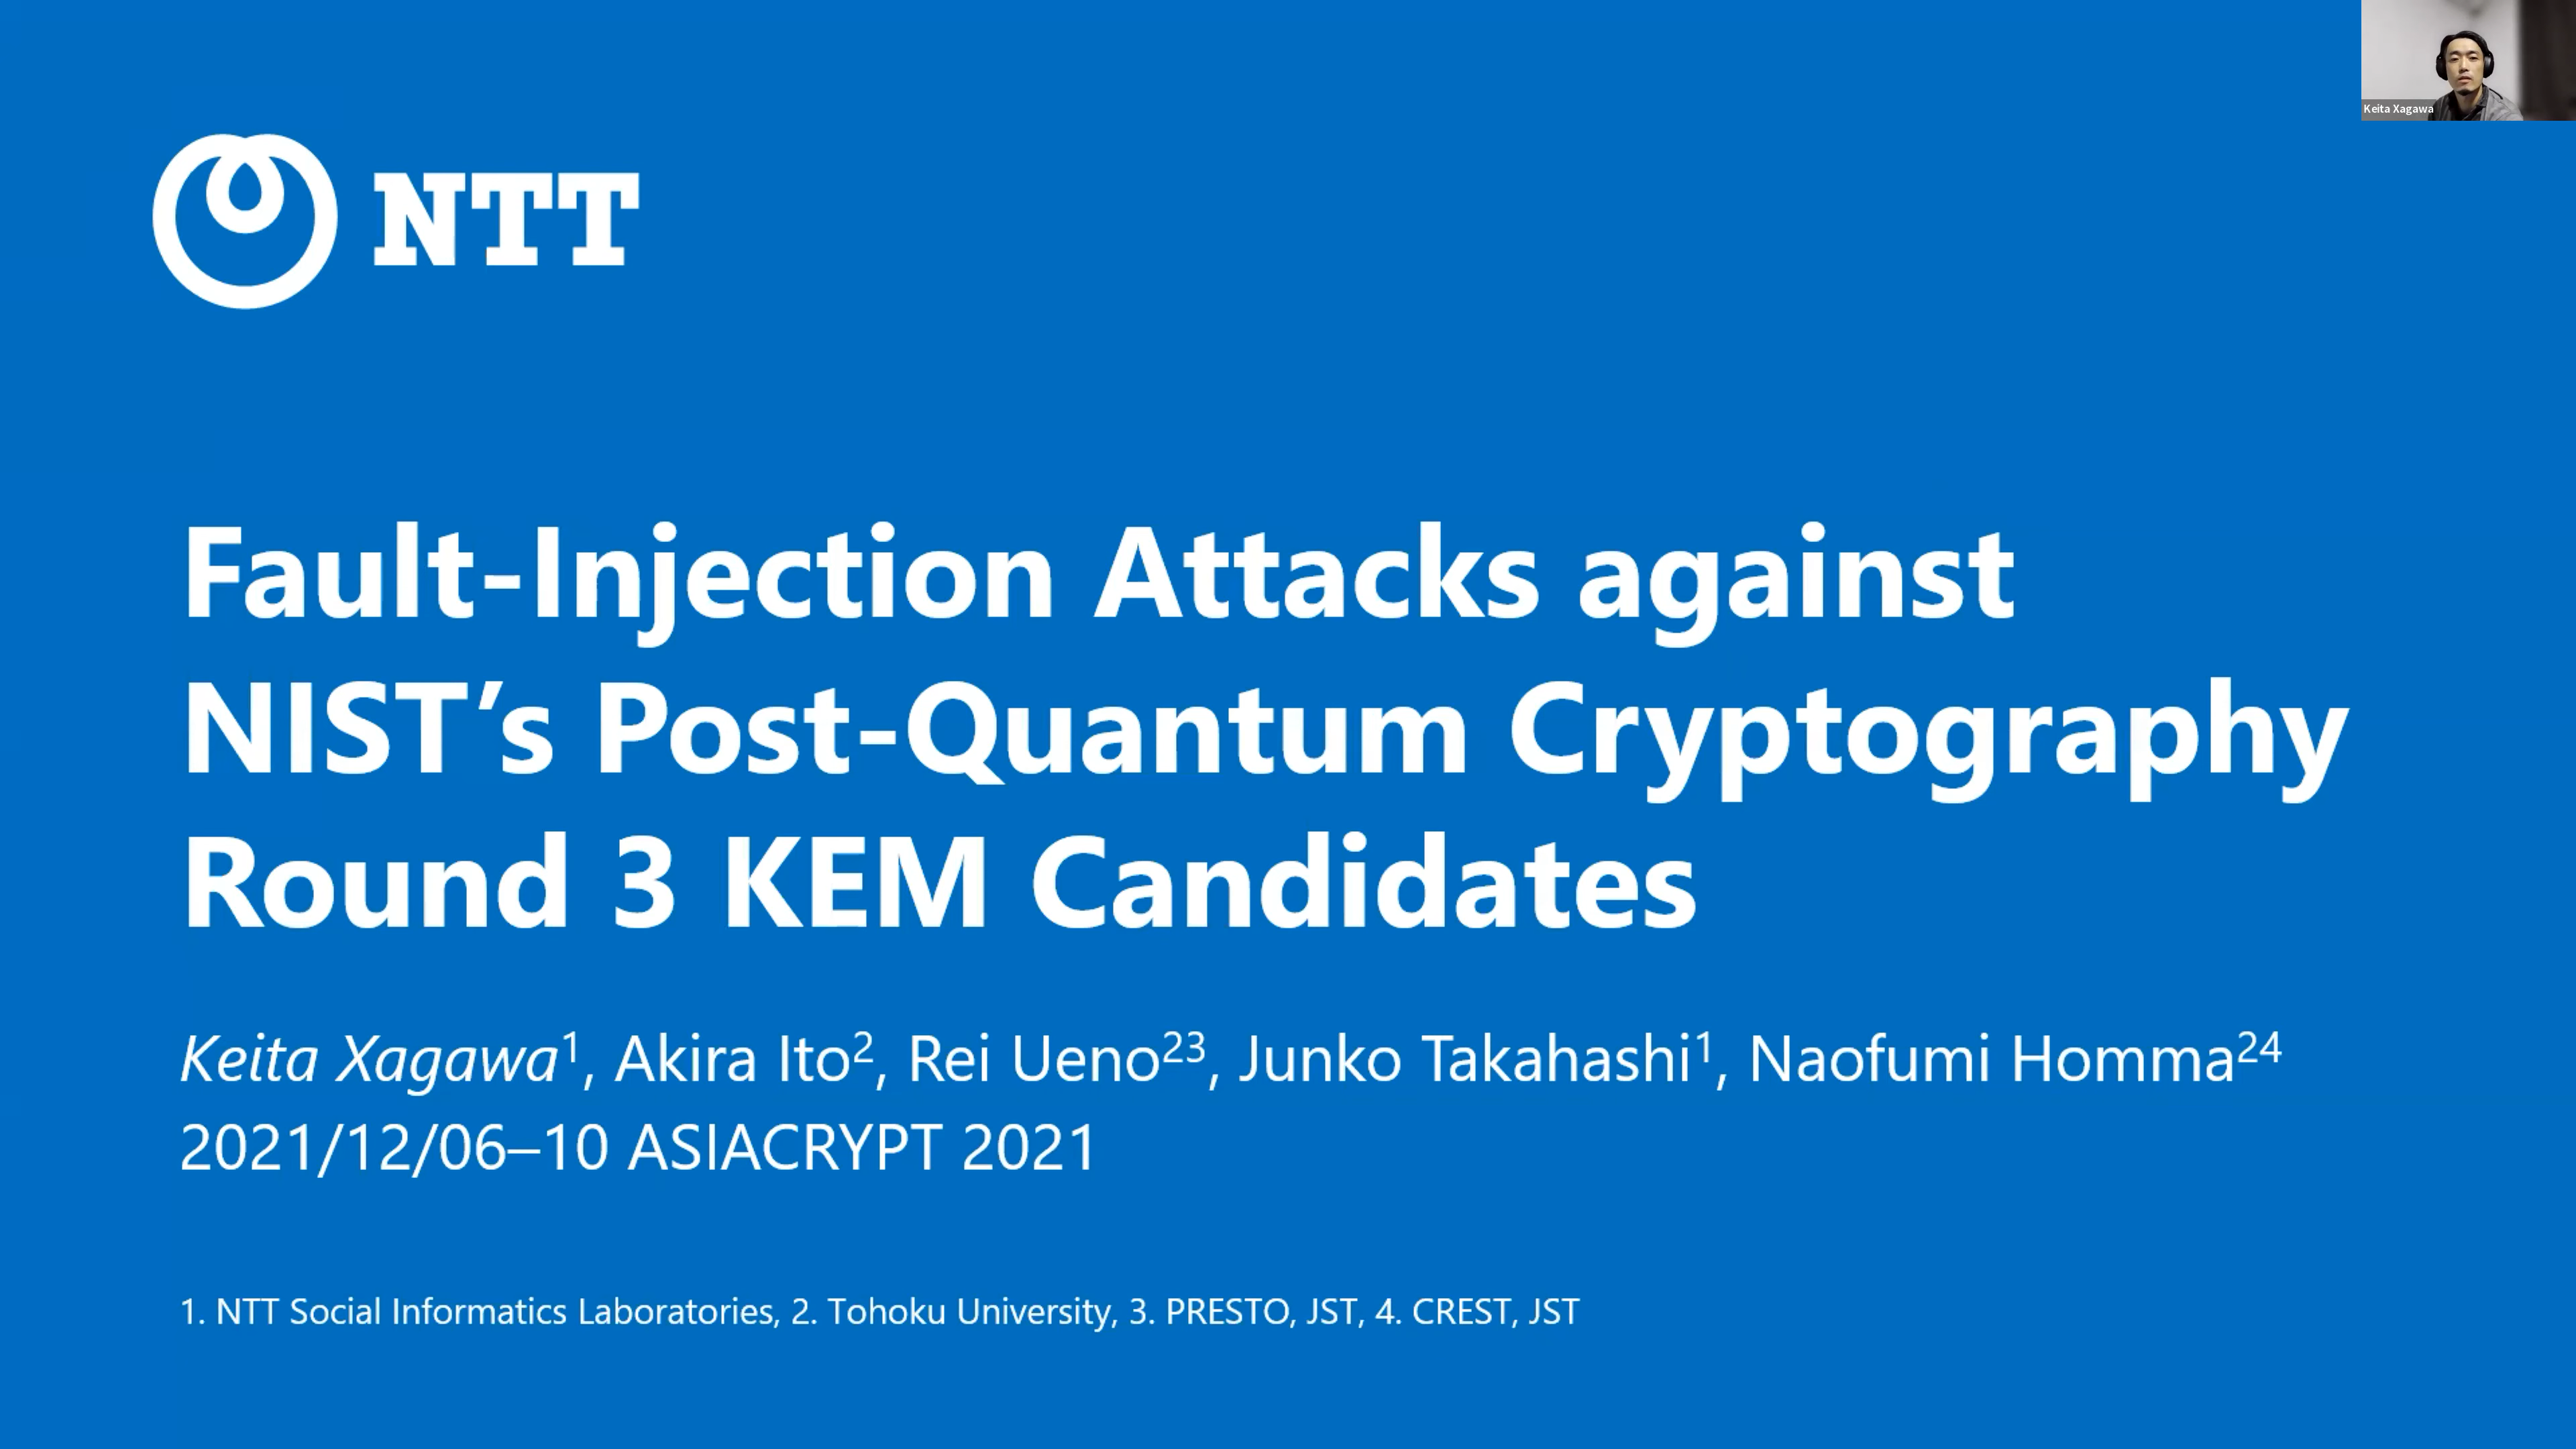 Keita Xagawa
NTT
Fault-Injection Attacks against
NIST’s Post-Quantum Cryptography
Round 3 KEM Candidates
Keita Xagawa¹, Akira Ito², Rei Ueno²³, Junko Takahashi¹, Naofumi Homma²⁴
2021/12/06–10 ASIACRYPT 2021
1. NTT Social Informatics Laboratories, 2. Tohoku University, 3. PRESTO, JST, 4. CREST, JST